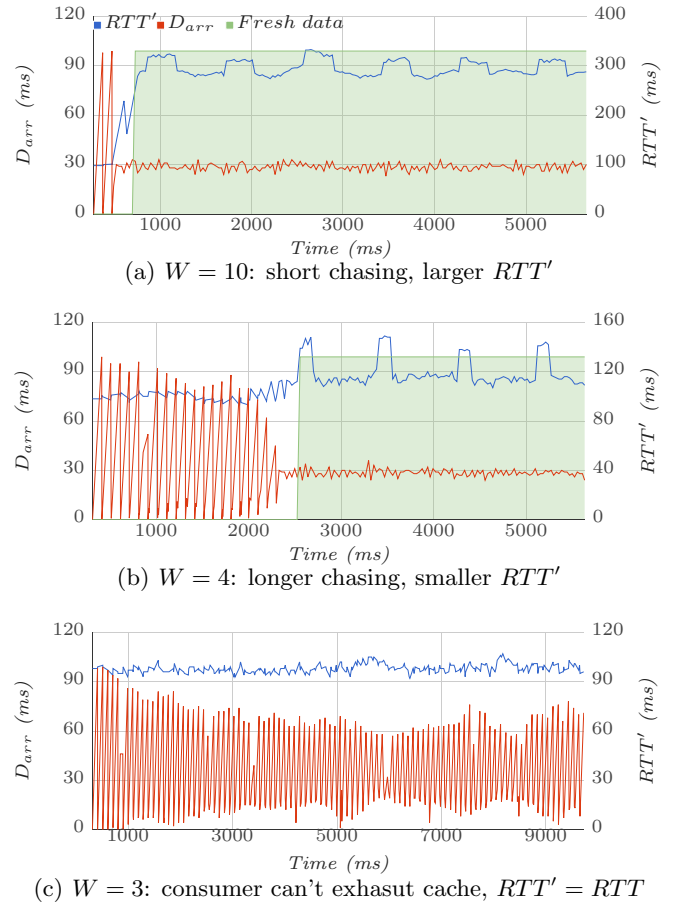 RTT′ D_arr Fresh data
120 400
90 300
60 200
30 100
0 0
D_arr (ms)
RTT′ (ms)
1000 2000 3000 4000 5000
Time (ms)
(a) W = 10: short chasing, larger RTT′
120 160
90 120
60 80
30 40
0 0
D_arr (ms)
RTT′ (ms)
1000 2000 3000 4000 5000
Time (ms)
(b) W = 4: longer chasing, smaller RTT′
120 120
90 90
60 60
30 30
0 0
D_arr (ms)
RTT′ (ms)
1000 3000 5000 7000 9000
Time (ms)
(c) W = 3: consumer can't exhasut cache, RTT′ = RTT